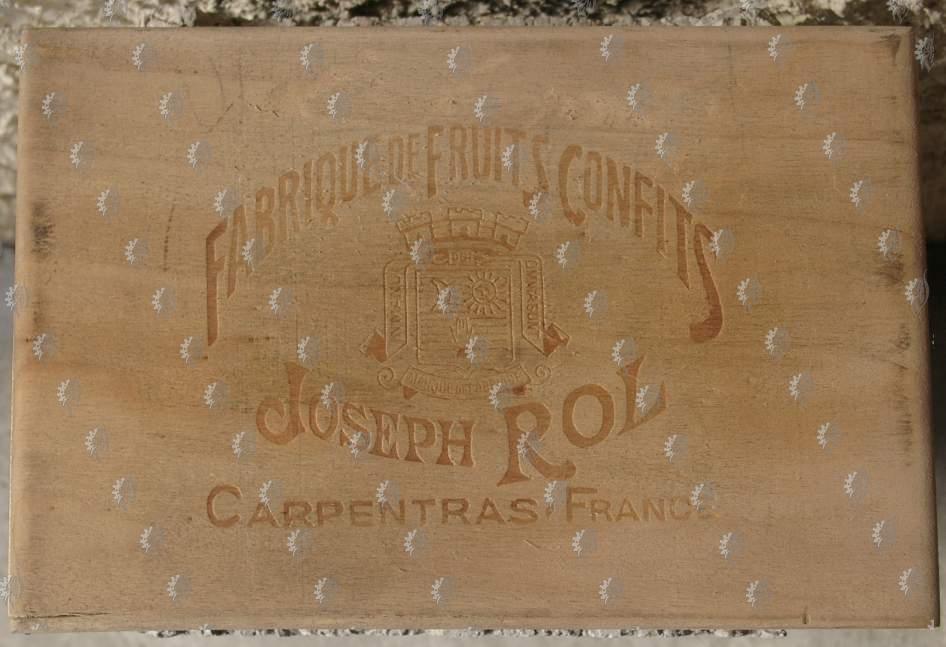 FABRIQUE DE FRUITS CONFITS
JOSEPH ROL
CARPENTRAS FRANCE